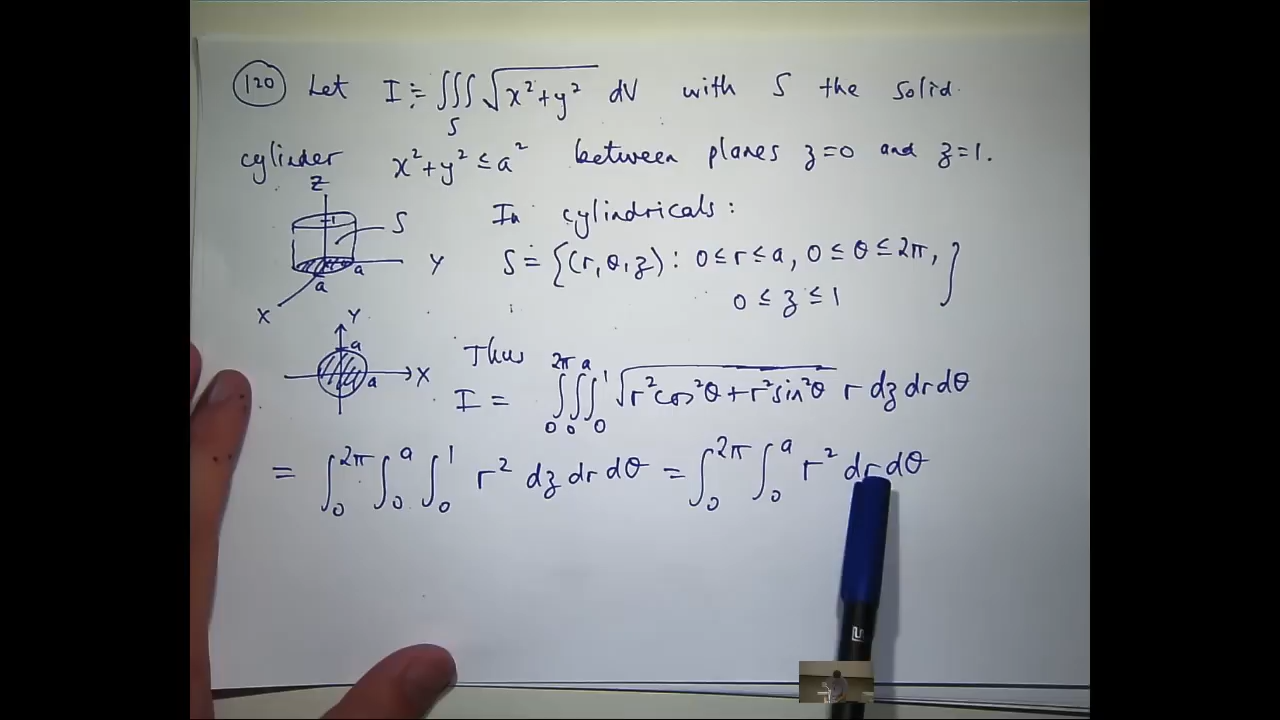 120 Let I := ∭_S √(x²+y²) dV with S the solid
cylinder x²+y² ≤ a² between planes z=0 and z=1.
Z
1
S
Y
a
a
X
In cylindricals:
S = {(r,θ,z) : 0≤r≤a, 0≤θ≤2π,
0≤z≤1}
Y
a
a
X
Thus
I = ∫₀^{2π} ∫₀^a ∫₀^1 √(r²cos²θ+r²sin²θ) r dz dr dθ
= ∫₀^{2π} ∫₀^a ∫₀^1 r² dz dr dθ = ∫₀^{2π} ∫₀^a r² dr dθ